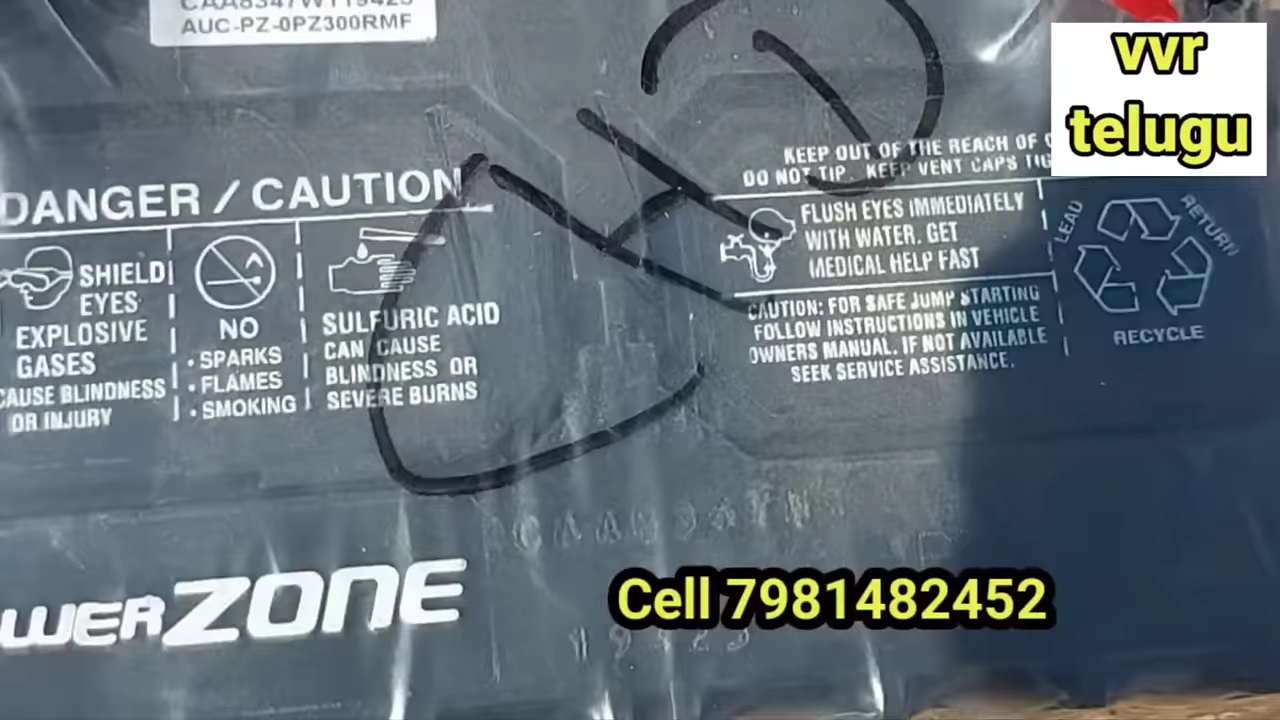 AUC-PZ-0PZ300RMF
vvr
telugu
DANGER / CAUTION
SHIELD
EYES
EXPLOSIVE
GASES
CAUSE BLINDNESS
OR INJURY
NO
• SPARKS
• FLAMES
• SMOKING
SULFURIC ACID
CAN CAUSE
BLINDNESS OR
SEVERE BURNS
KEEP OUT OF THE REACH OF
DO NOT TIP. KEEP VENT CAPS
FLUSH EYES IMMEDIATELY
WITH WATER. GET
MEDICAL HELP FAST
CAUTION: FOR SAFE JUMP STARTING
FOLLOW INSTRUCTIONS IN VEHICLE
OWNERS MANUAL. IF NOT AVAILABLE
SEEK SERVICE ASSISTANCE.
LEAD
RETURN
RECYCLE
CHD
WERZONE
Cell 7981482452